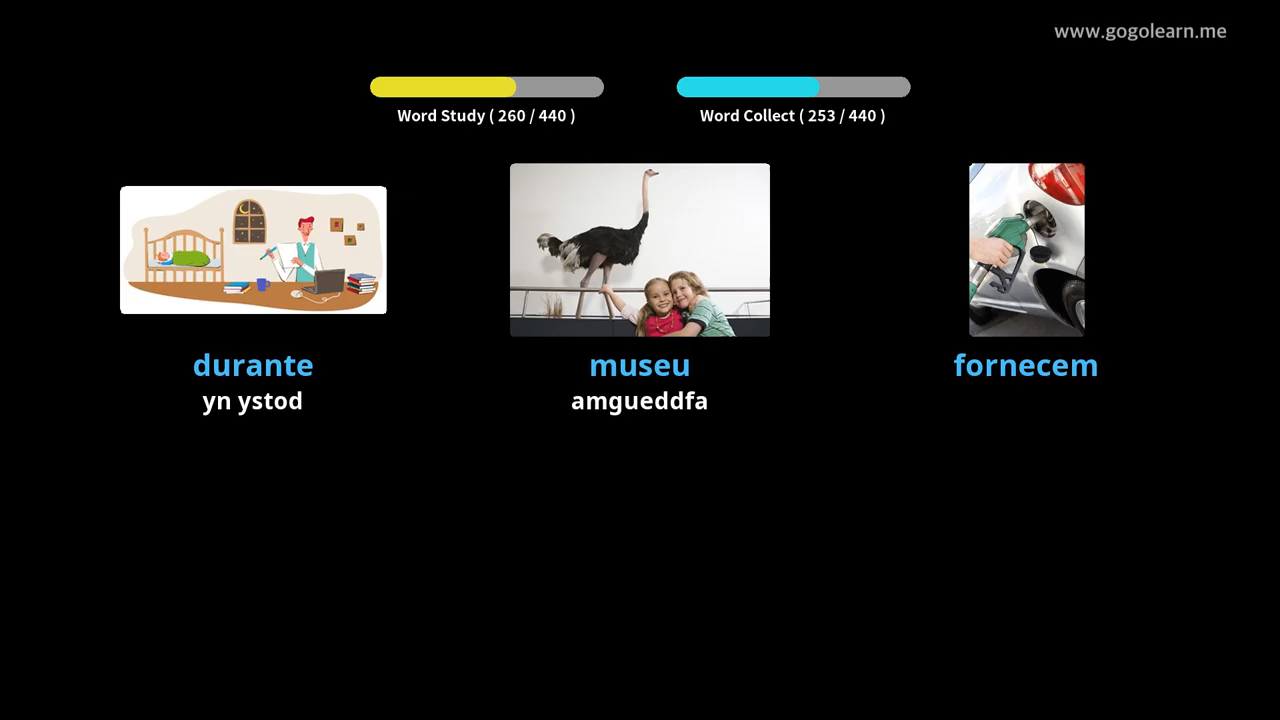 www.gogolearn.me
Word Study ( 260 / 440 )
Word Collect ( 253 / 440 )
durante
yn ystod
museu
amgueddfa
fornecem